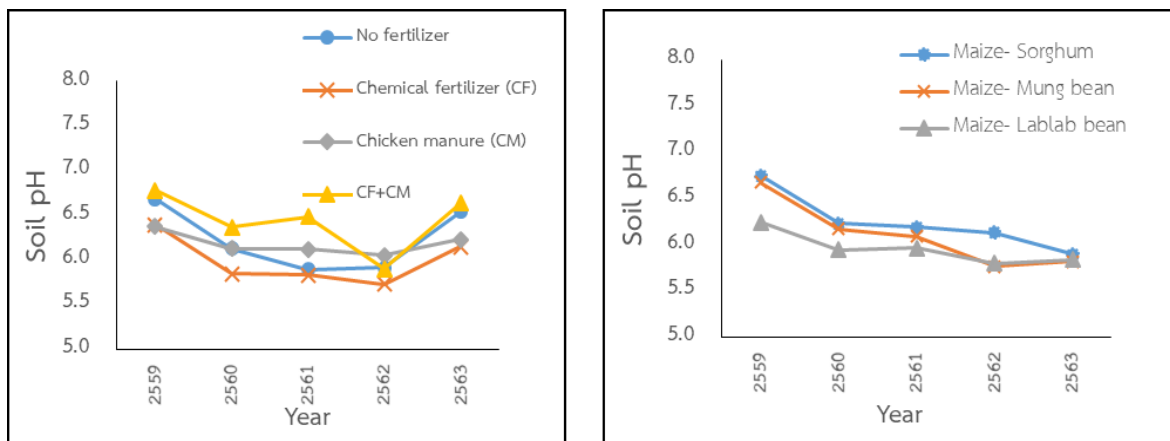 No fertilizer
Chemical fertilizer (CF)
Chicken manure (CM)
CF+CM
8.0
7.5
7.0
6.5
6.0
5.5
5.0
Soil pH
2559
2560
2561
2562
2563
Year
Maize- Sorghum
Maize- Mung bean
Maize- Lablab bean
8.0
7.5
7.0
6.5
6.0
5.5
5.0
Soil pH
2559
2560
2561
2562
2563
Year